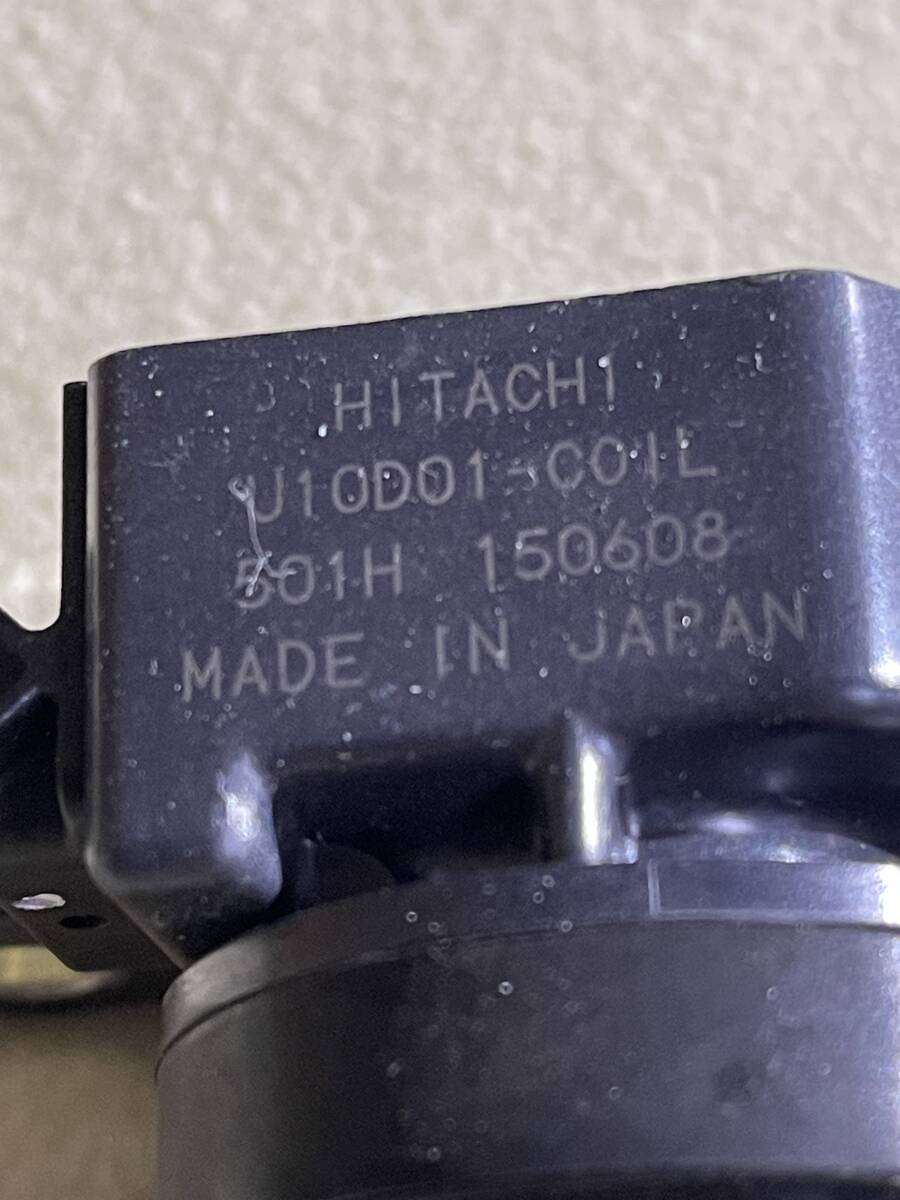 HITACHI
U10D01-COIL
501H 150608
MADE IN JAPAN